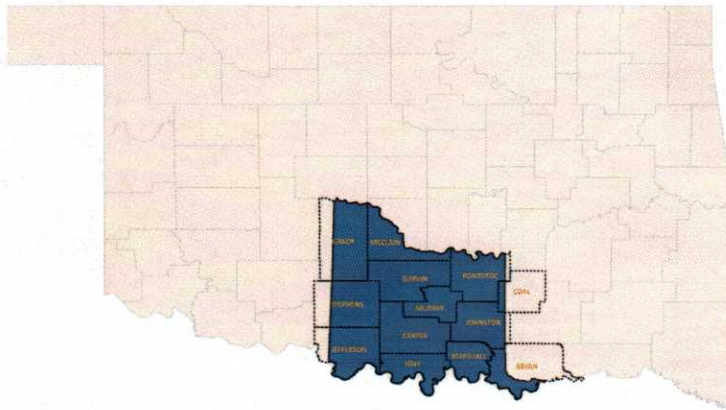 GRADY
MCCLAIN
GARVIN
PONTOTOC
COAL
STEPHENS
MURRAY
CARTER
JOHNSTON
JEFFERSON
LOVE
MARSHALL
BRYAN